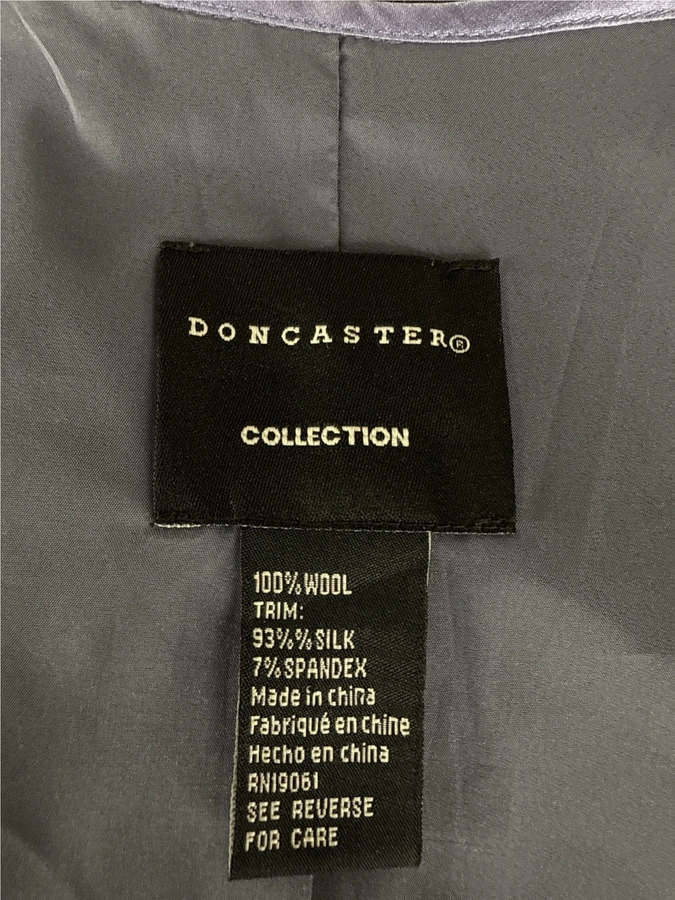 DONCASTER®
COLLECTION
100%WOOL
TRIM:
93%%SILK
7%SPANDEX
Made in china
Fabriqué en chine
Hecho en china
RN19061
SEE REVERSE
FOR CARE